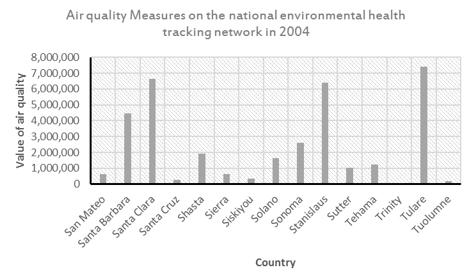 Air quality Measures on the national environmental health
tracking network in 2004
Value of air quality
8,000,000
7,000,000
6,000,000
5,000,000
4,000,000
3,000,000
2,000,000
1,000,000
0
San Mateo
Santa Barbara
Santa Clara
Santa Cruz
Shasta
Sierra
Siskiyou
Solano
Sonoma
Stanislaus
Sutter
Tehama
Trinity
Tulare
Tuolumne
Country